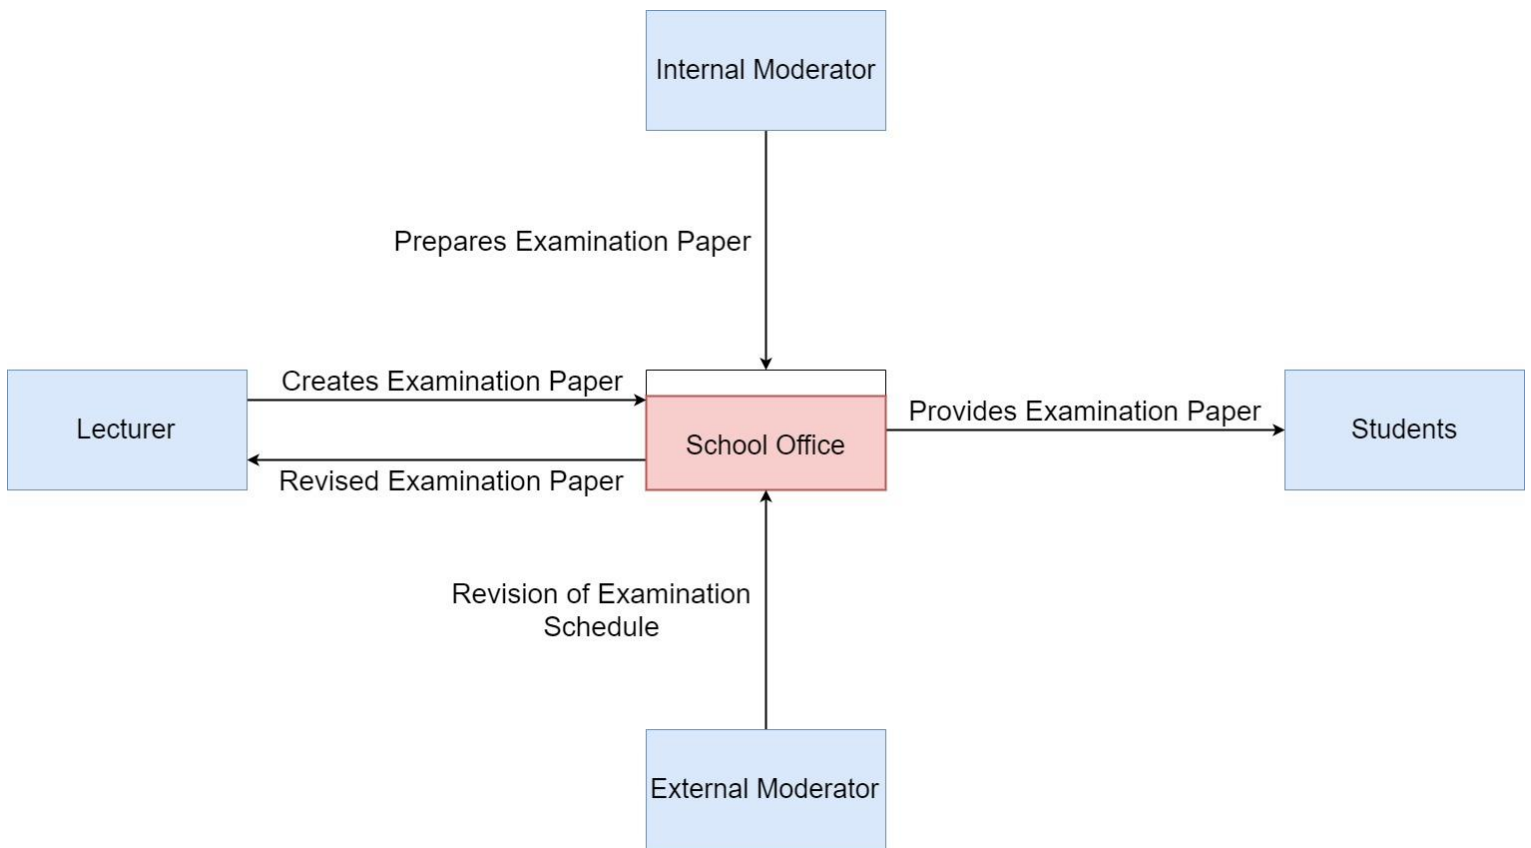 Internal Moderator
Prepares Examination Paper
Creates Examination Paper
Lecturer
Revised Examination Paper
School Office
Provides Examination Paper
Students
Revision of Examination
Schedule
External Moderator